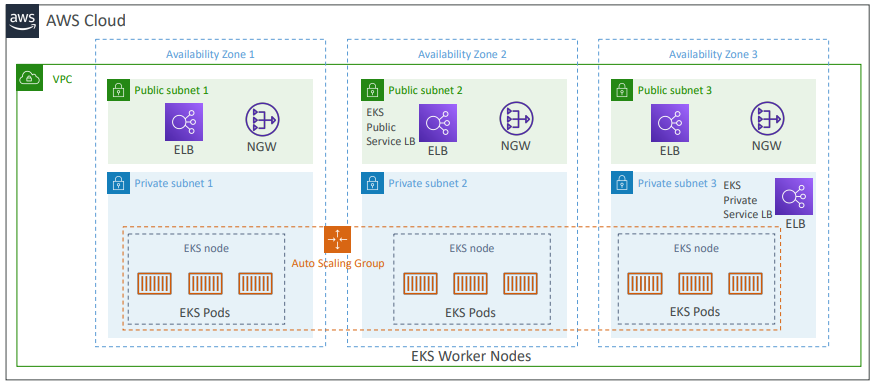 aws
AWS Cloud
Availability Zone 1
Availability Zone 2
Availability Zone 3
VPC
Public subnet 1
ELB
NGW
Public subnet 2
EKS
Public
Service LB
ELB
NGW
Public subnet 3
ELB
NGW
Private subnet 1
Private subnet 2
Private subnet 3
EKS
Private
Service LB
ELB
EKS node
EKS Pods
Auto Scaling Group
EKS node
EKS Pods
EKS node
EKS Pods
EKS Worker Nodes